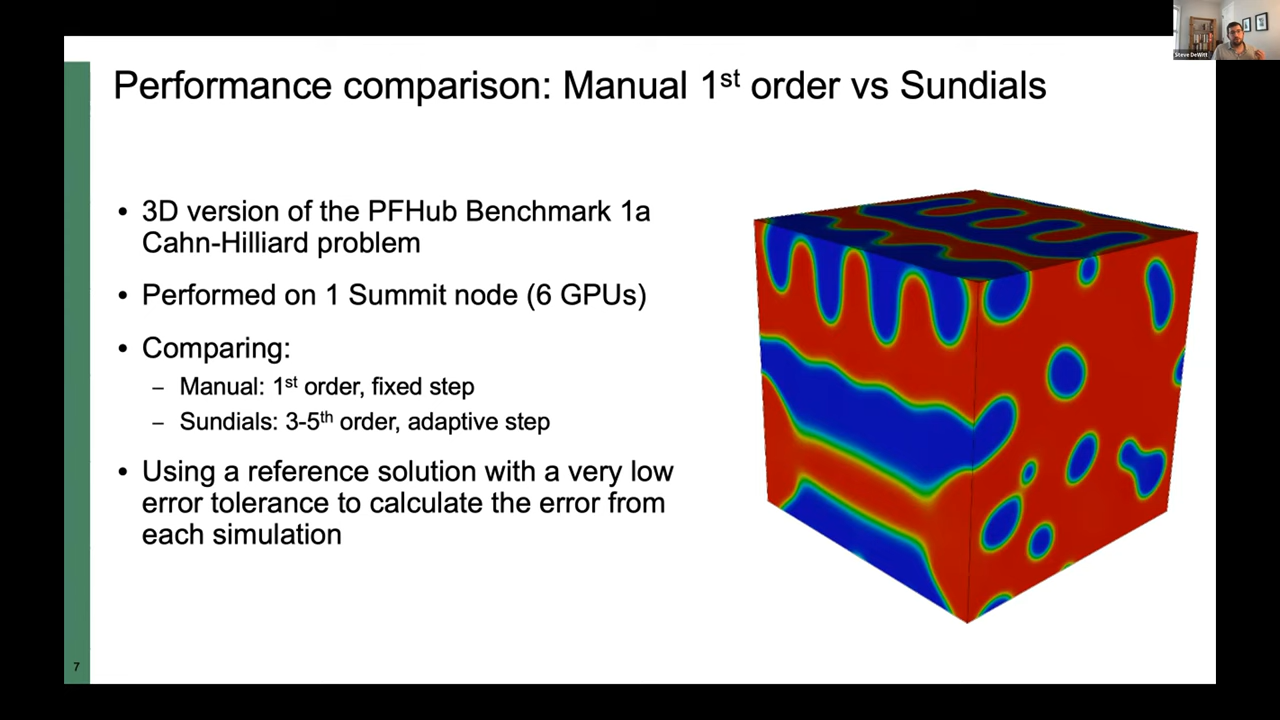 Steve DeWitt
Performance comparison: Manual 1st order vs Sundials
• 3D version of the PFHub Benchmark 1a
Cahn-Hilliard problem
• Performed on 1 Summit node (6 GPUs)
• Comparing:
– Manual: 1st order, fixed step
– Sundials: 3-5th order, adaptive step
• Using a reference solution with a very low
error tolerance to calculate the error from
each simulation
7